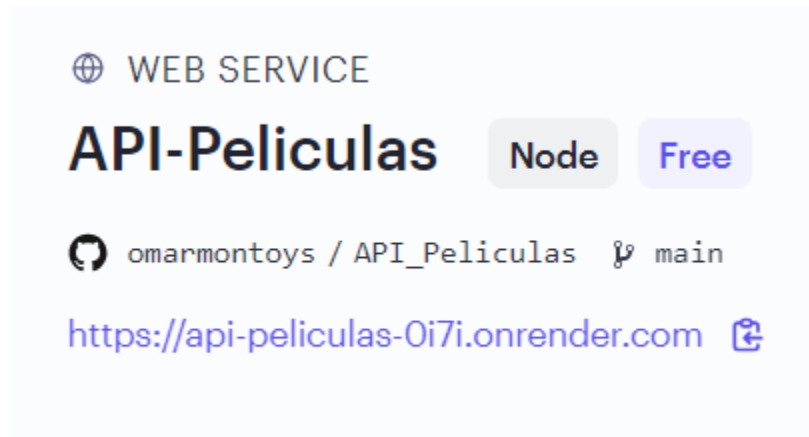 WEB SERVICE
API-Peliculas Node Free
omarmontoys / API_Peliculas main
https://api-peliculas-0i7i.onrender.com